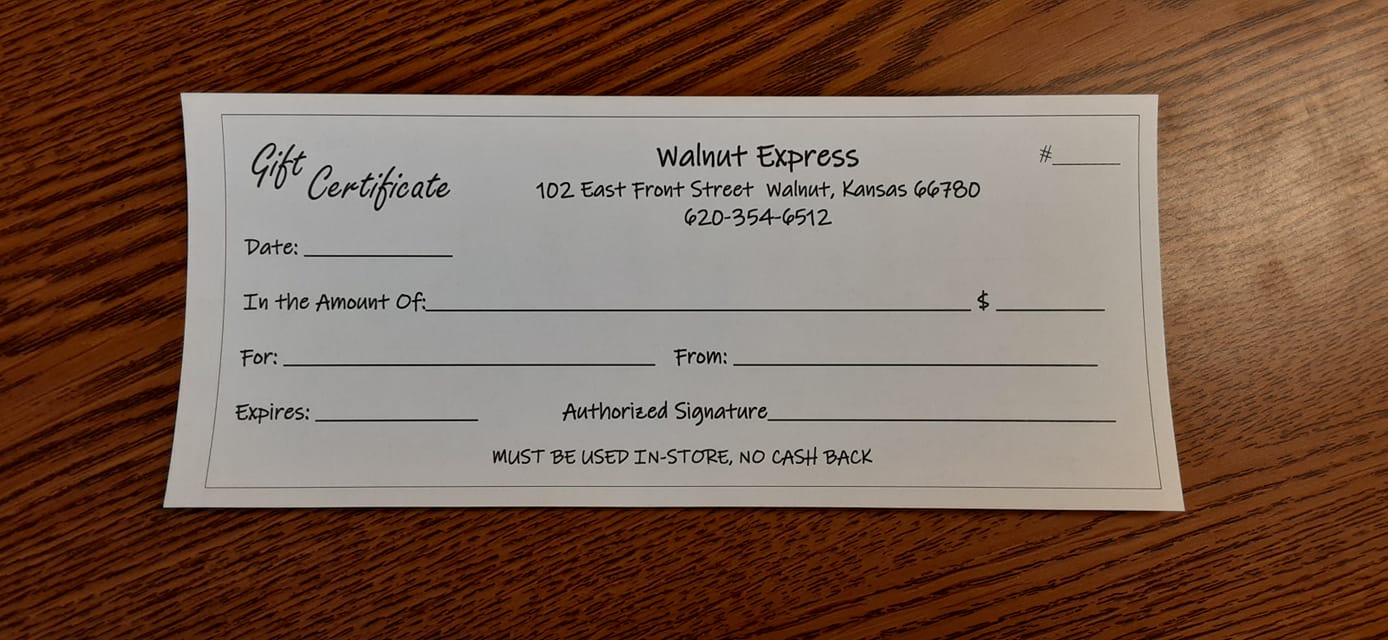 Gift Certificate
Walnut Express
#
102 East Front Street Walnut, Kansas 66780
620-354-6512
Date:
In the Amount Of: $
For: From:
Expires: Authorized Signature
MUST BE USED IN-STORE, NO CASH BACK